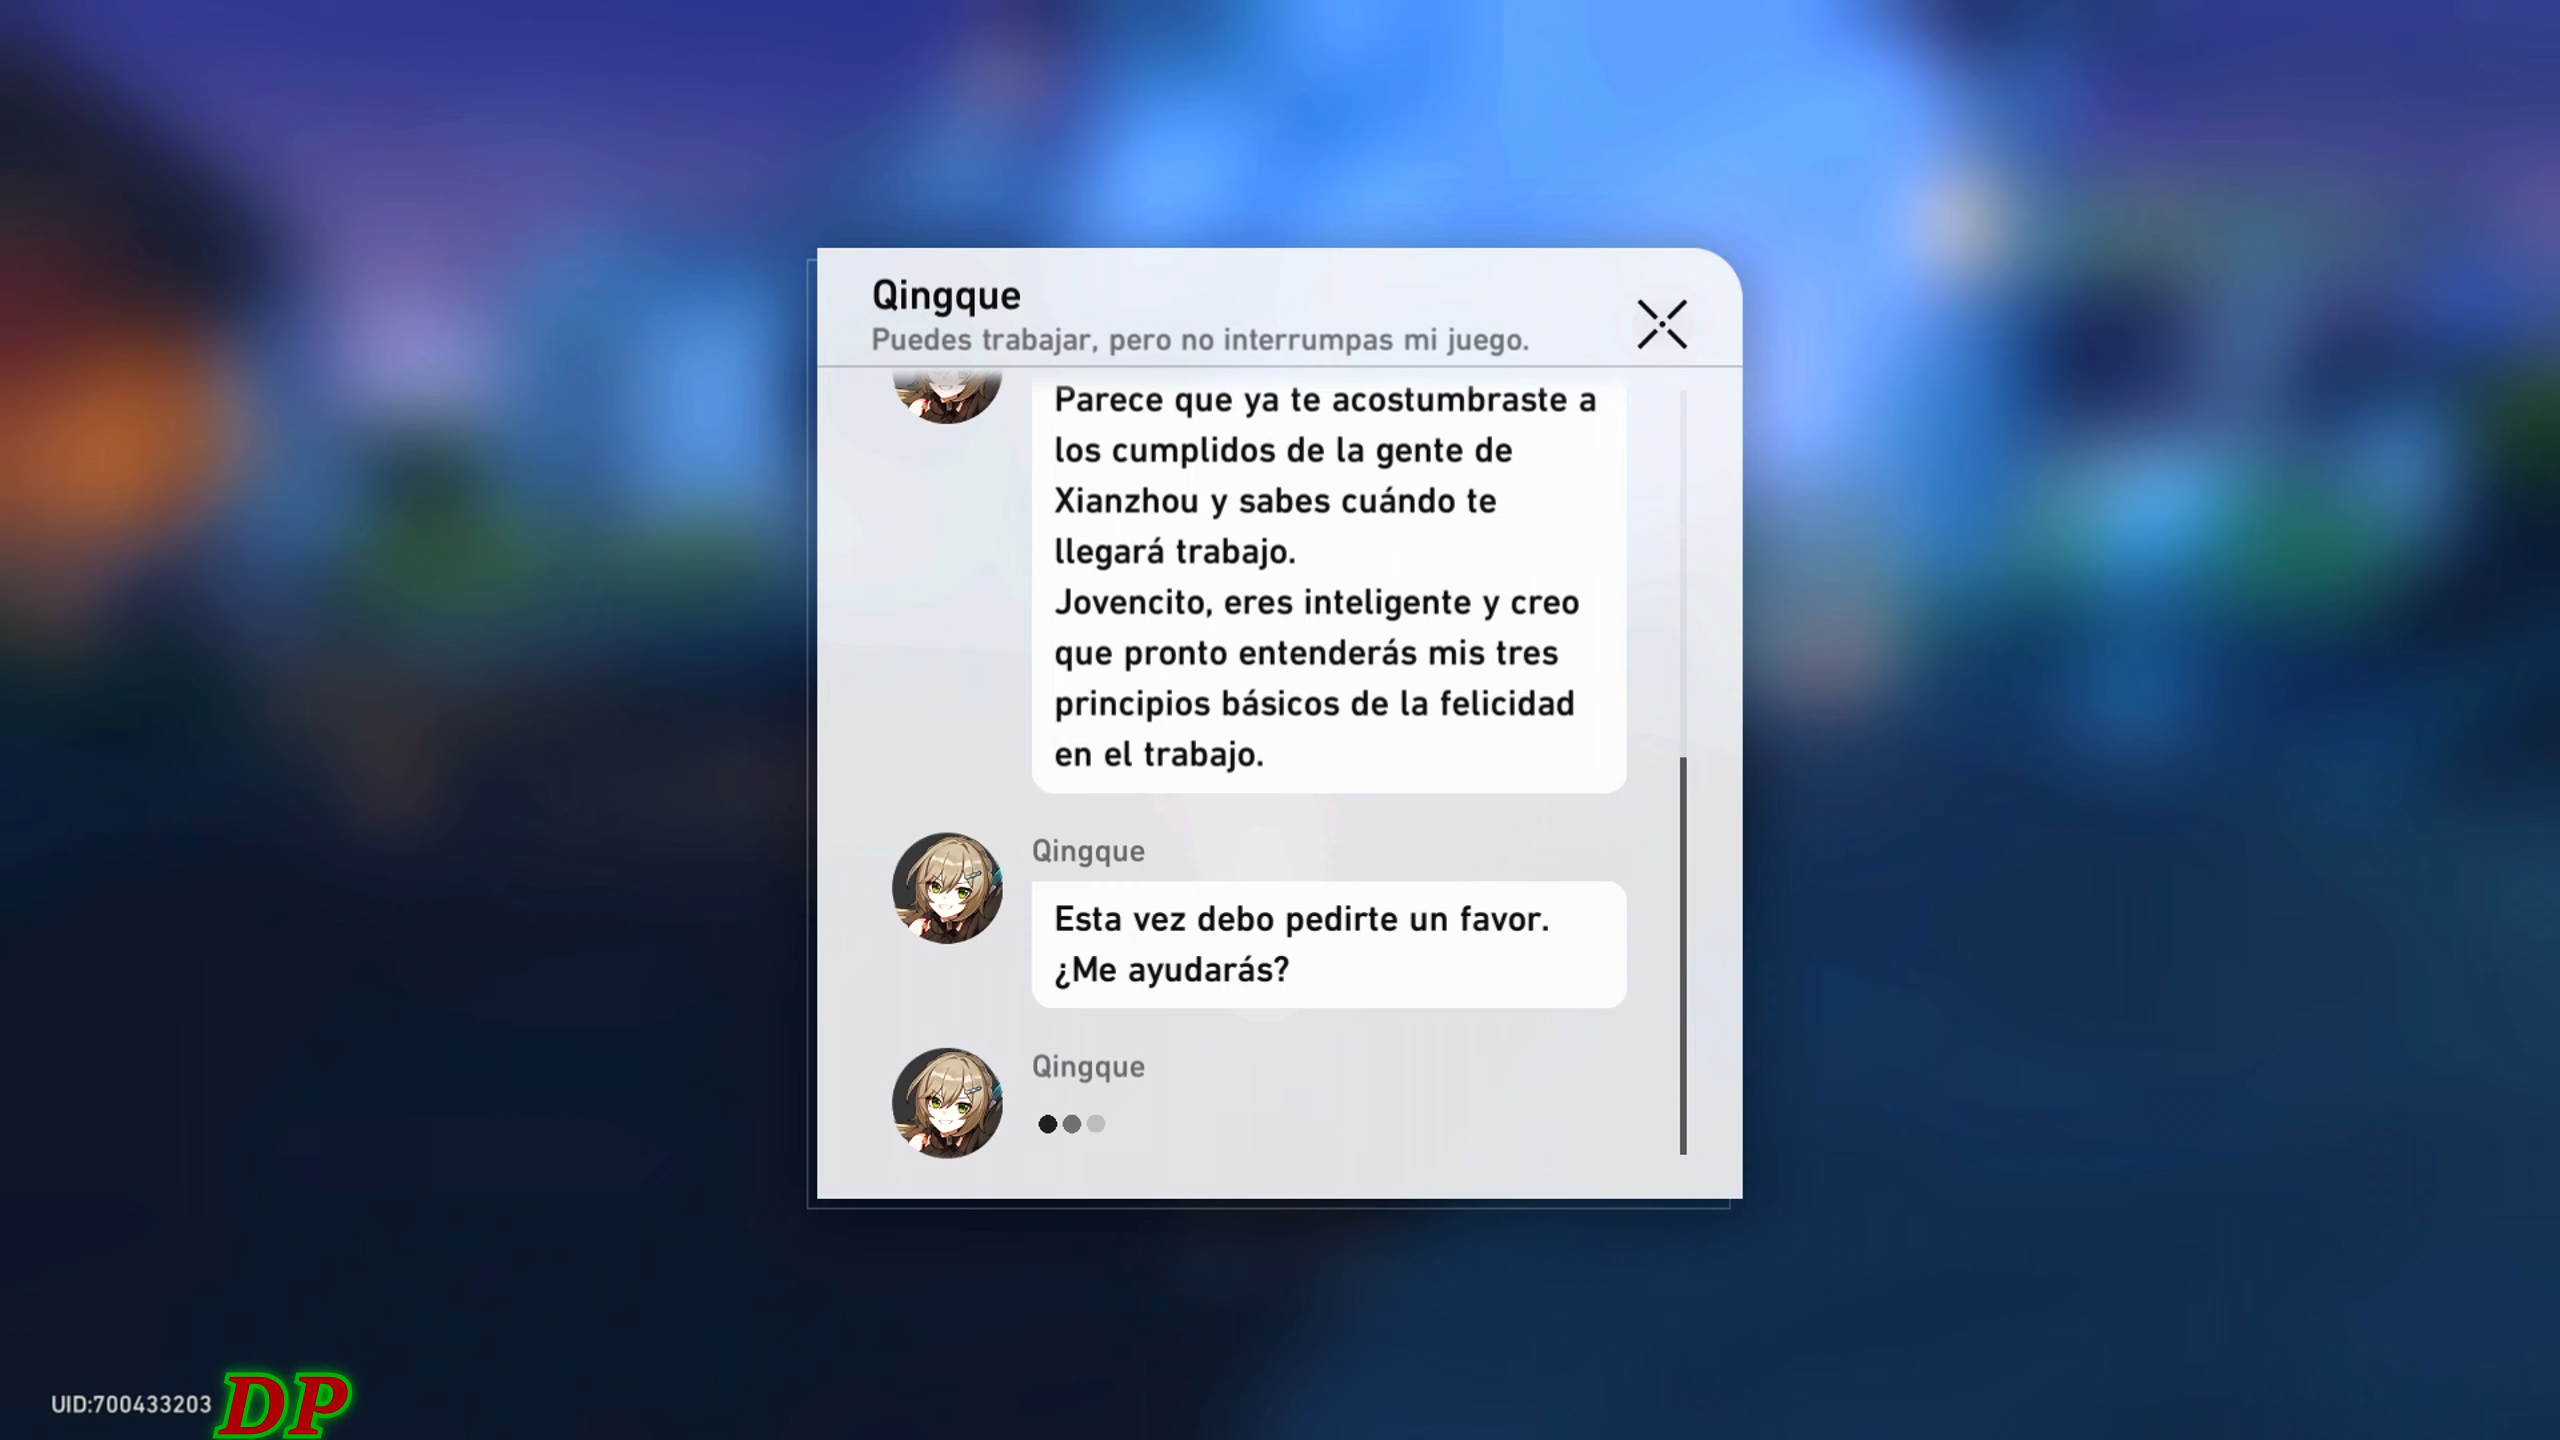 Qingque
Puedes trabajar, pero no interrumpas mi juego.
Parece que ya te acostumbraste a
los cumplidos de la gente de
Xianzhou y sabes cuándo te
llegará trabajo.
Jovencito, eres inteligente y creo
que pronto entenderás mis tres
principios básicos de la felicidad
en el trabajo.
Qingque
Esta vez debo pedirte un favor.
¿Me ayudarás?
Qingque
UID:700433203
DP